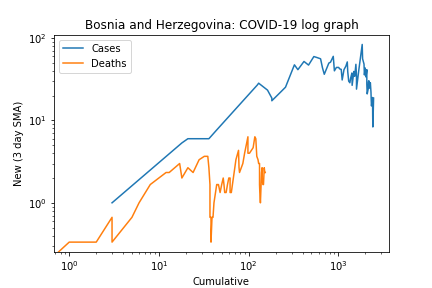 Bosnia and Herzegovina: COVID-19 log graph
Cases
Deaths
New (3 day SMA)
10²
10¹
10⁰
10⁰ 10¹ 10² 10³
Cumulative